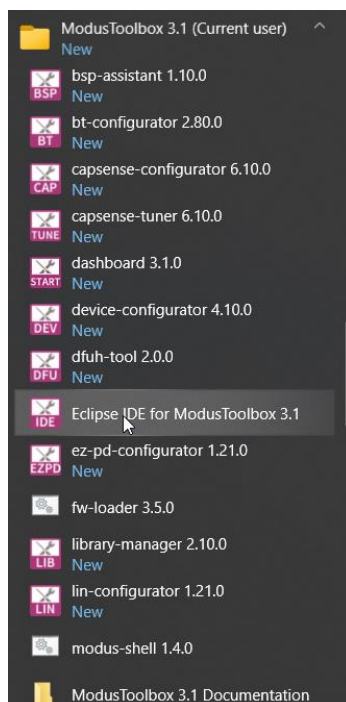 ModusToolbox 3.1 (Current user)
New
bsp-assistant 1.10.0
BSP
New
bt-configurator 2.80.0
BT
New
capsense-configurator 6.10.0
CAP
New
capsense-tuner 6.10.0
TUNE
New
dashboard 3.1.0
START
New
device-configurator 4.10.0
DEV
New
dfuh-tool 2.0.0
DFU
New
Eclipse IDE for ModusToolbox 3.1
IDE
ez-pd-configurator 1.21.0
EZPD
New
fw-loader 3.5.0
library-manager 2.10.0
LIB
New
lin-configurator 1.21.0
LIN
New
modus-shell 1.4.0
ModusToolbox 3.1 Documentation